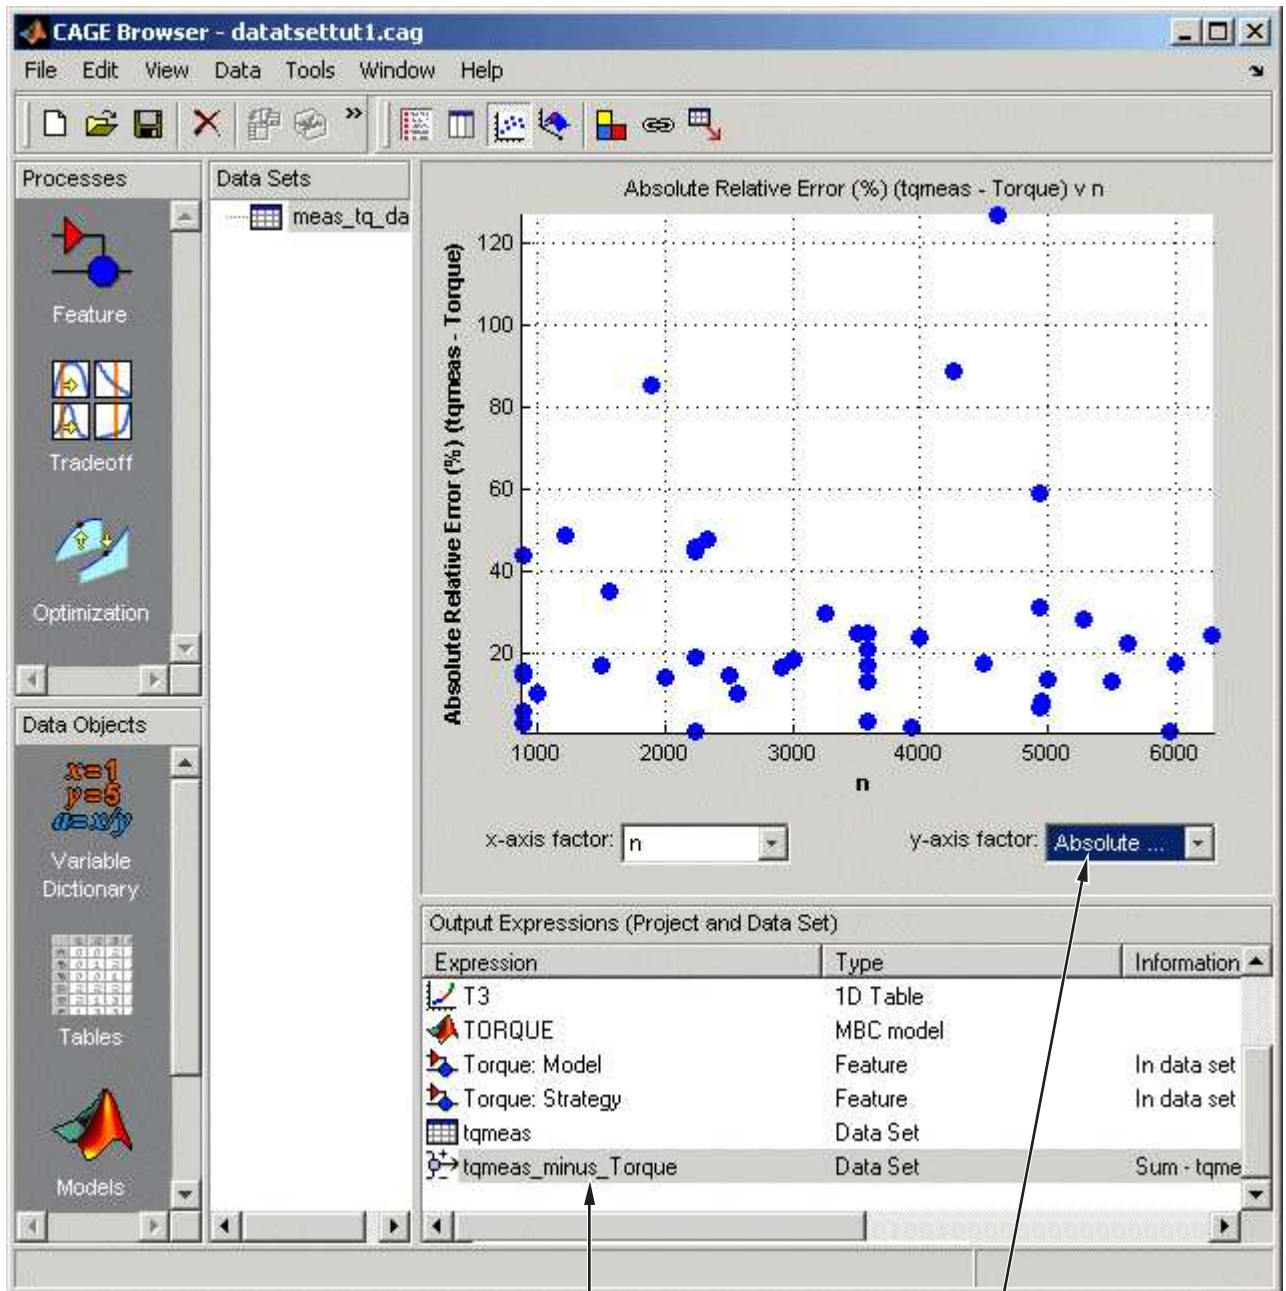 CAGE Browser - datatsettut1.cag
File Edit View Data Tools Window Help
»
Processes
Feature
Tradeoff
Optimization
Data Objects
x=1
y=5
a=x/y
Variable
Dictionary
Tables
Models
Data Sets
meas_tq_da
Absolute Relative Error (%) (tqmeas - Torque) v n
Absolute Relative Error (%) (tqmeas - Torque)
120
100
80
60
40
20
1000 2000 3000 4000 5000 6000
n
x-axis factor: n y-axis factor: Absolute ...
Output Expressions (Project and Data Set)
Expression Type Information
T3 1D Table
TORQUE MBC model
Torque: Model Feature In data set
Torque: Strategy Feature In data set
tqmeas Data Set
tqmeas_minus_Torque Data Set Sum - tqme